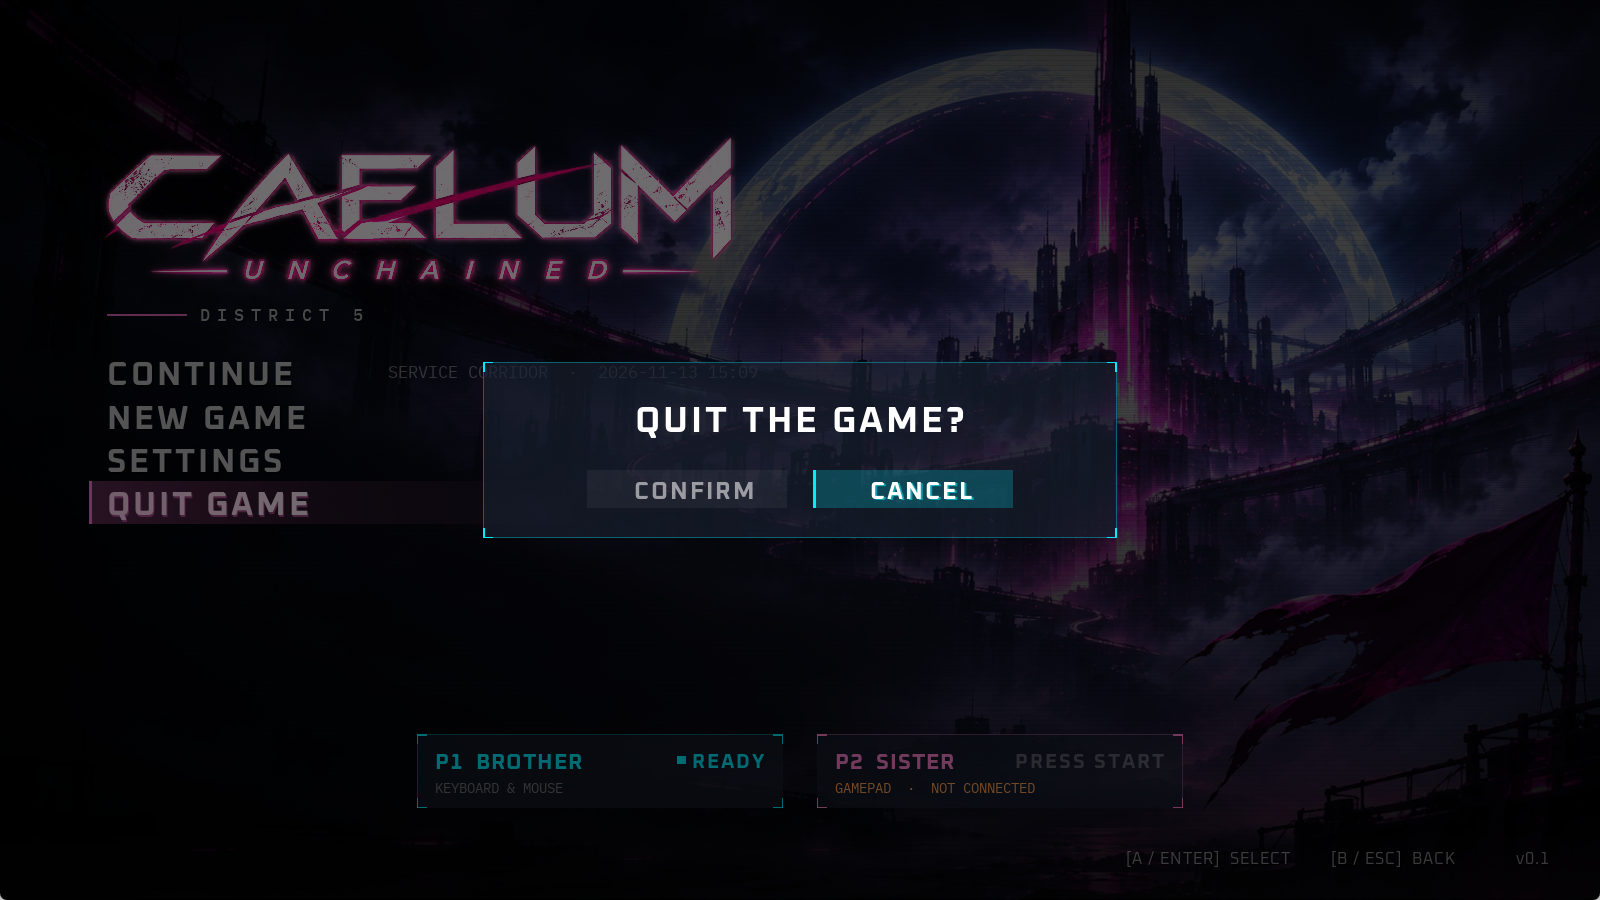 CAELUM
UNCHAINED
DISTRICT 5
CONTINUE
SERVICE CORRIDOR · 2026-11-13 15:09
NEW GAME
SETTINGS
QUIT GAME
QUIT THE GAME?
CONFIRM
CANCEL
P1 BROTHER
READY
KEYBOARD & MOUSE
P2 SISTER
PRESS START
GAMEPAD · NOT CONNECTED
[A / ENTER] SELECT
[B / ESC] BACK
v0.1